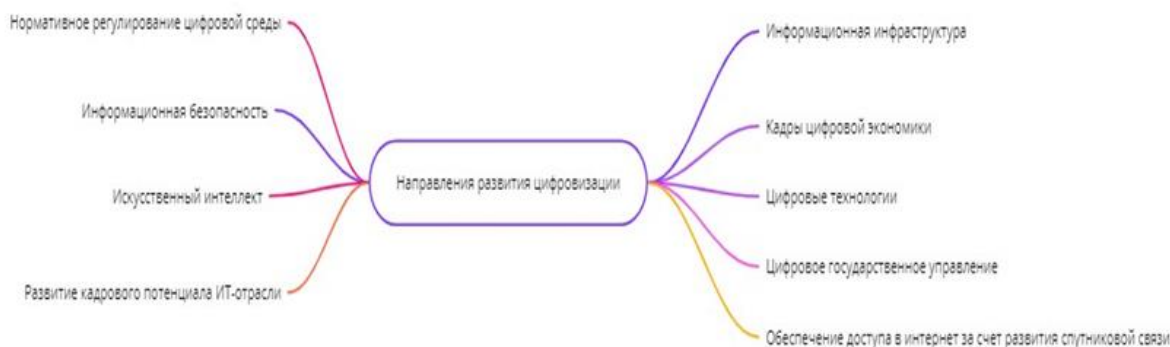 Нормативное регулирование цифровой среды
Информационная безопасность
Искусственный интеллект
Развитие кадрового потенциала ИТ-отрасли
Направления развития цифровизации
Информационная инфраструктура
Кадры цифровой экономики
Цифровые технологии
Цифровое государственное управление
Обеспечение доступа в интернет за счет развития спутниковой связи